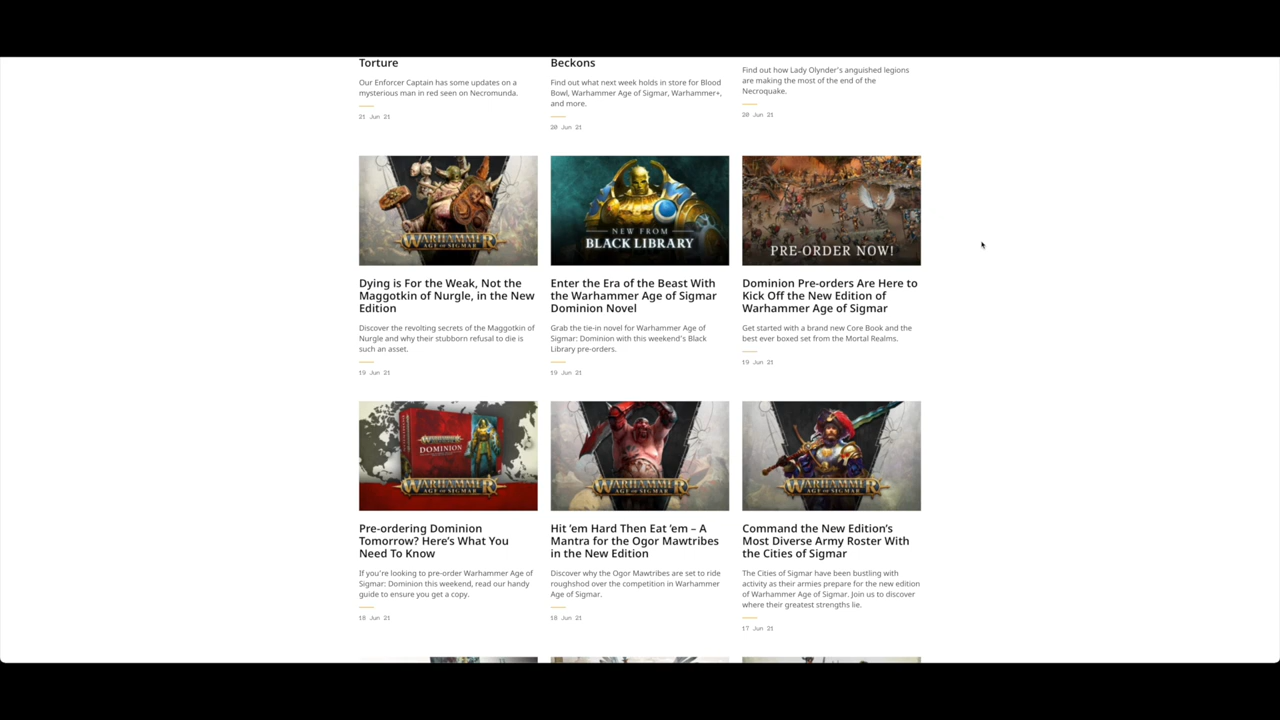 Torture
Our Enforcer Captain has some updates on a
mysterious man in red seen on Necromunda.
21 Jun 21
Beckons
Find out what next week holds in store for Blood
Bowl, Warhammer Age of Sigmar, Warhammer+,
and more.
20 Jun 21
Find out how Lady Olynder's anguished legions
are making the most of the end of the
Necroquake.
20 Jun 21
WARHAMMER
AGE OF SIGMAR
Dying is For the Weak, Not the
Maggotkin of Nurgle, in the New
Edition
Discover the revolting secrets of the Maggotkin of
Nurgle and why their stubborn refusal to die is
such an asset.
19 Jun 21
NEW FROM
BLACK LIBRARY
Enter the Era of the Beast With
the Warhammer Age of Sigmar
Dominion Novel
Grab the tie-in novel for Warhammer Age of
Sigmar: Dominion with this weekend's Black
Library pre-orders.
19 Jun 21
PRE-ORDER NOW!
Dominion Pre-orders Are Here to
Kick Off the New Edition of
Warhammer Age of Sigmar
Get started with a brand new Core Book and the
best ever boxed set from the Mortal Realms.
19 Jun 21
WARHAMMER
DOMINION
WARHAMMER
AGE OF SIGMAR
Pre-ordering Dominion
Tomorrow? Here's What You
Need To Know
If you're looking to pre-order Warhammer Age of
Sigmar: Dominion this weekend, read our handy
guide to ensure you get a copy.
18 Jun 21
WARHAMMER
AGE OF SIGMAR
Hit 'em Hard Then Eat 'em – A
Mantra for the Ogor Mawtribes
in the New Edition
Discover why the Ogor Mawtribes are set to ride
roughshod over the competition in Warhammer
Age of Sigmar.
18 Jun 21
WARHAMMER
AGE OF SIGMAR
Command the New Edition's
Most Diverse Army Roster With
the Cities of Sigmar
The Cities of Sigmar have been bustling with
activity as their armies prepare for the new edition
of Warhammer Age of Sigmar. Join us to discover
where their greatest strengths lie.
17 Jun 21